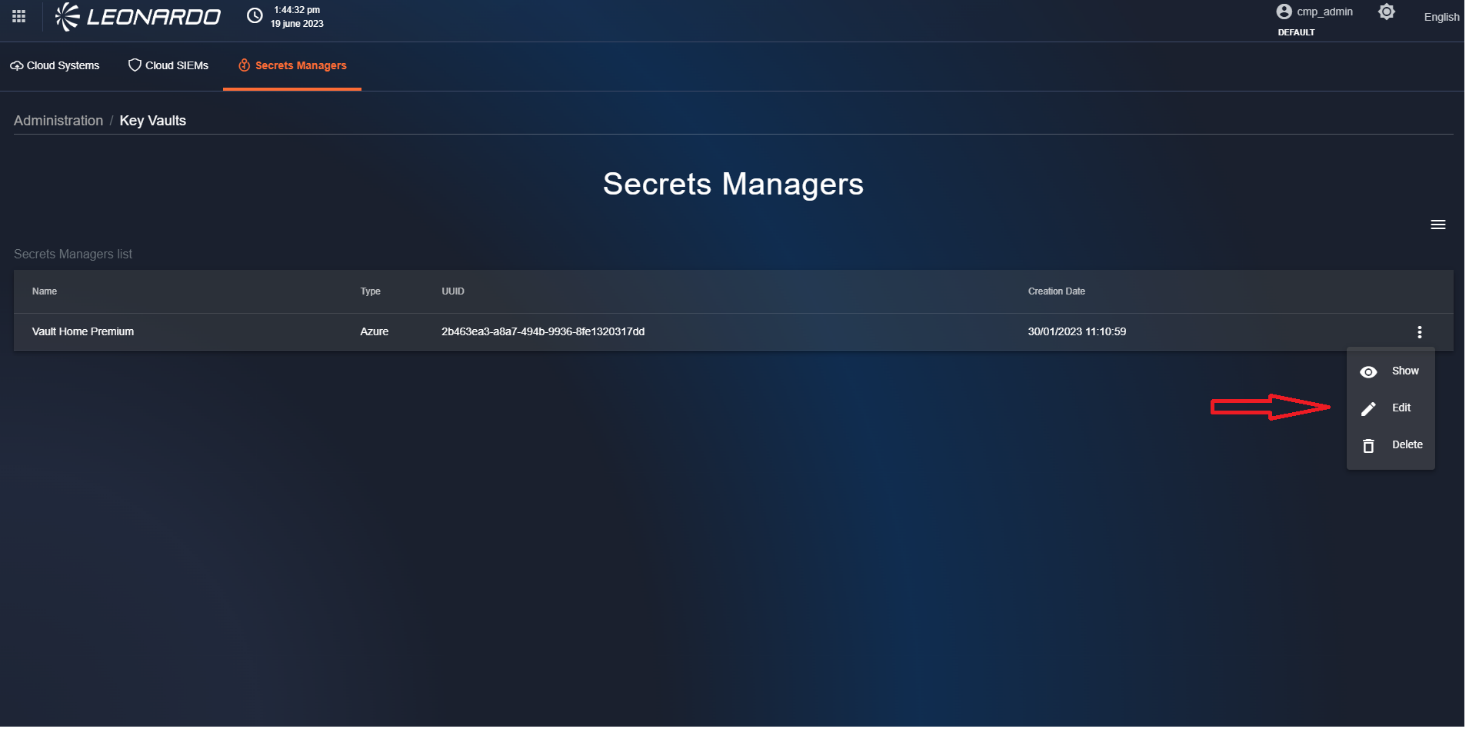 LEONARDO
1:44:32 pm
19 june 2023
cmp_admin
DEFAULT
English
Cloud Systems
Cloud SIEMs
Secrets Managers
Administration / Key Vaults
Secrets Managers
Secrets Managers list
Name Type UUID Creation Date
Vault Home Premium Azure 2b463ea3-a8a7-494b-9936-8fe1320317dd 30/01/2023 11:10:59
Show
Edit
Delete